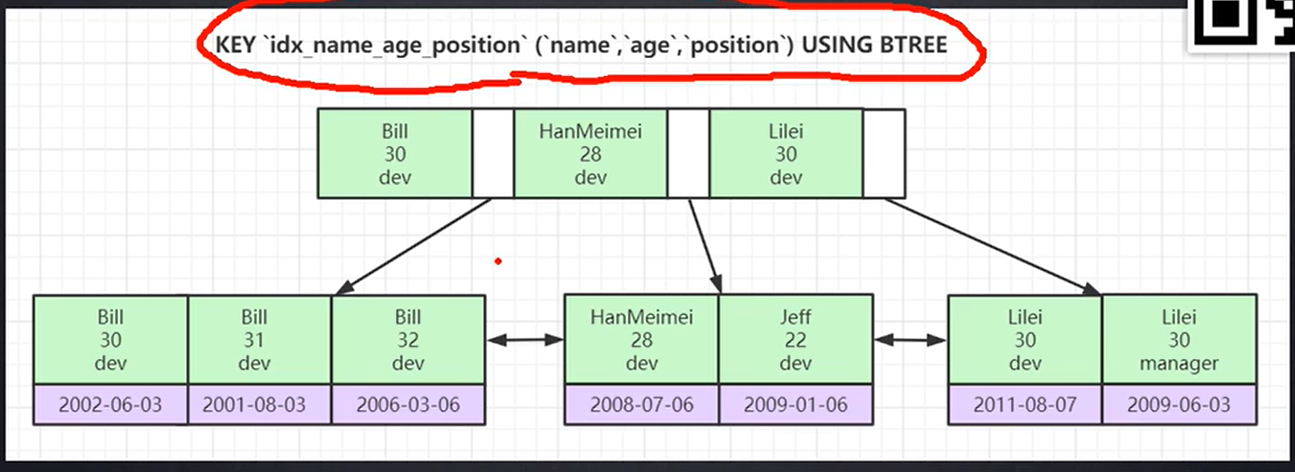 KEY `idx_name_age_position` (`name`,`age`,`position`) USING BTREE
Bill
30
dev
HanMeimei
28
dev
Lilei
30
dev
Bill
30
dev
2002-06-03
Bill
31
dev
2001-08-03
Bill
32
dev
2006-03-06
HanMeimei
28
dev
2008-07-06
Jeff
22
dev
2009-01-06
Lilei
30
dev
2011-08-07
Lilei
30
manager
2009-06-03